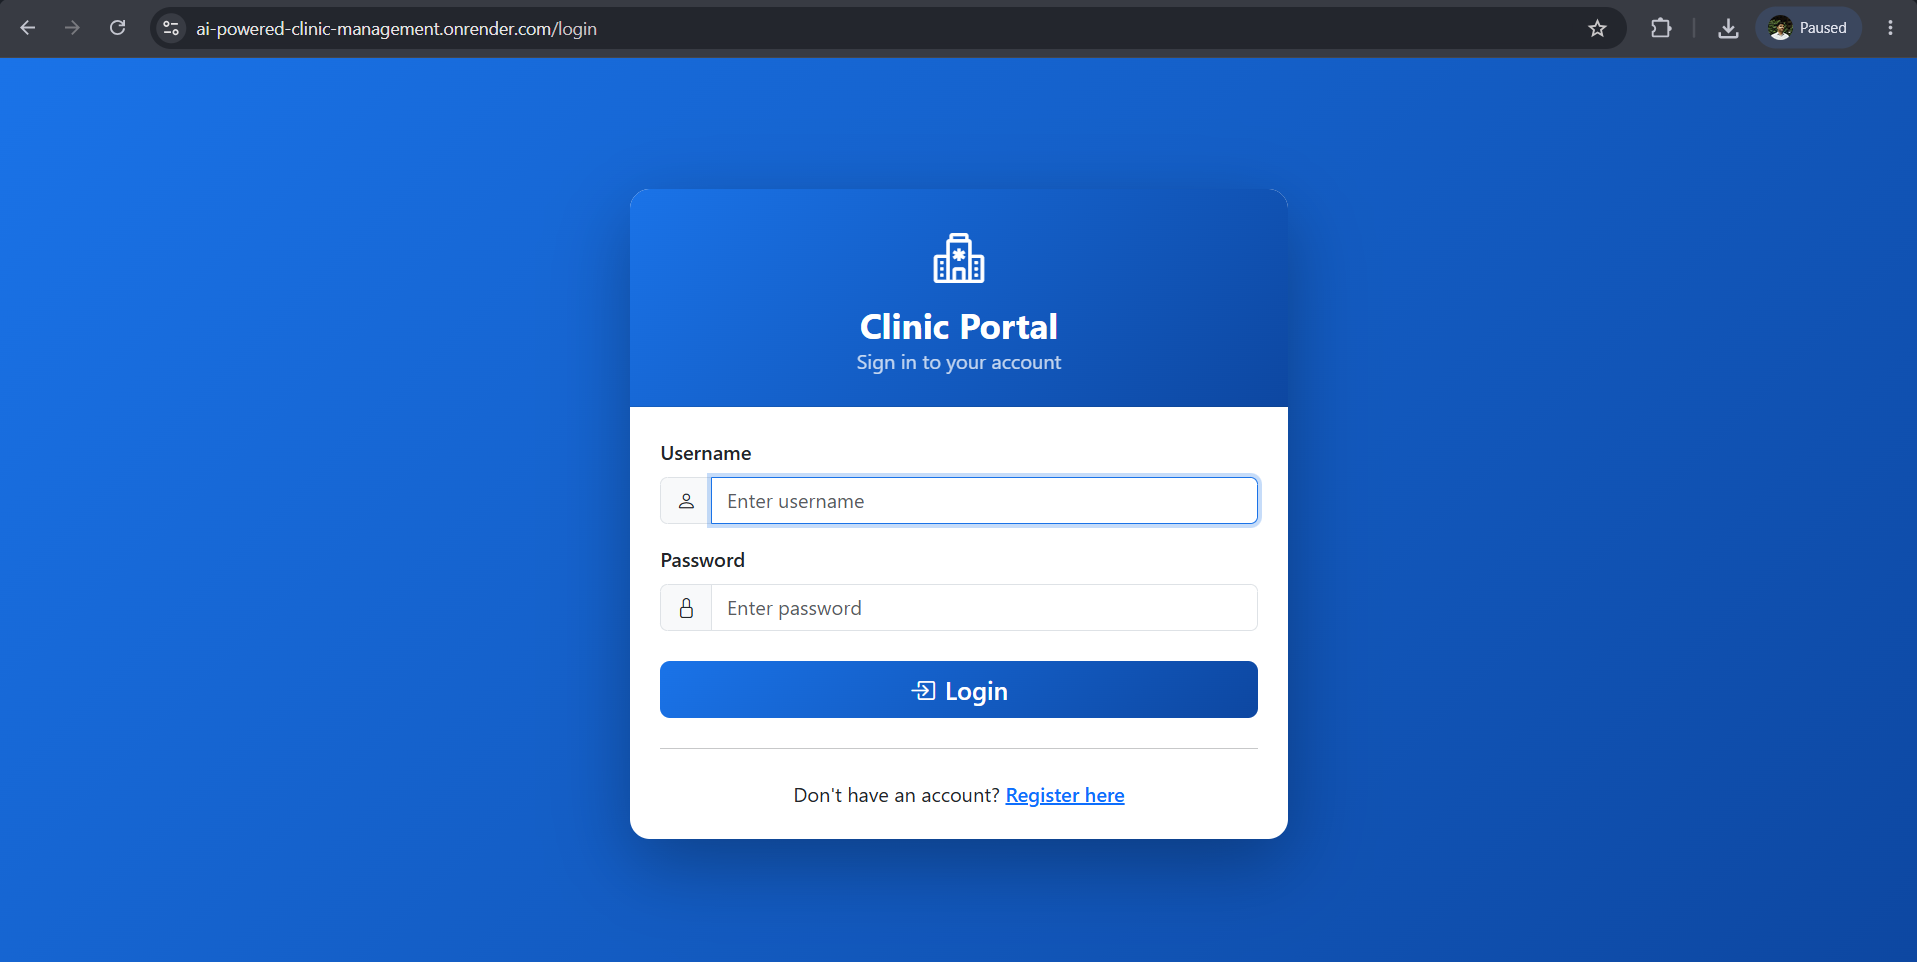 ai-powered-clinic-management.onrender.com/login
Paused
Clinic Portal
Sign in to your account
Username
Enter username
Password
Enter password
Login
Don't have an account? Register here